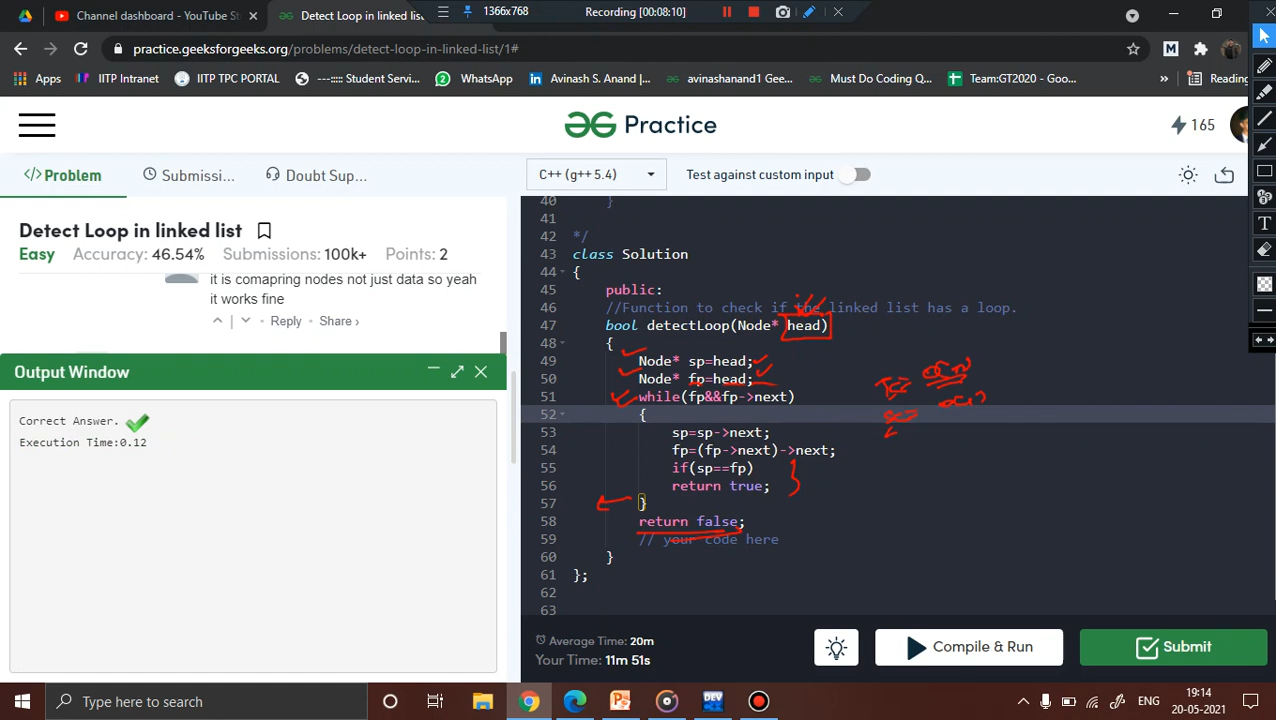 Channel dashboard - YouTube St
Detect Loop in linked list
1366x768
Recording [00:08:10]
practice.geeksforgeeks.org/problems/detect-loop-in-linked-list/1#
Apps
IITP Intranet
IITP TPC PORTAL
---::::: Student Servi...
WhatsApp
Avinash S. Anand |...
avinashanand1 Gee...
Must Do Coding Q...
Team:GT2020 - Goo...
»
Reading
Practice
165
</>Problem
Submissi...
Doubt Sup...
C++ (g++ 5.4)
Test against custom input
Detect Loop in linked list
Easy Accuracy: 46.54% Submissions: 100k+ Points: 2
it is comapring nodes not just data so yeah
it works fine
Reply Share ›
Output Window
Correct Answer.
Execution Time:0.12
40 }
41
42 */
43 class Solution
44 {
45 public:
46 //Function to check if the linked list has a loop.
47 bool detectLoop(Node* head)
48 {
49 Node* sp=head;
50 Node* fp=head;
51 while(fp&&fp->next)
52 {
53 sp=sp->next;
54 fp=(fp->next)->next;
55 if(sp==fp)
56 return true;
57 }
58 return false;
59 // your code here
60 }
61 };
62
63
Average Time: 20m
Your Time: 11m 51s
Compile & Run
Submit
Type here to search
ENG
19:14
20-05-2021